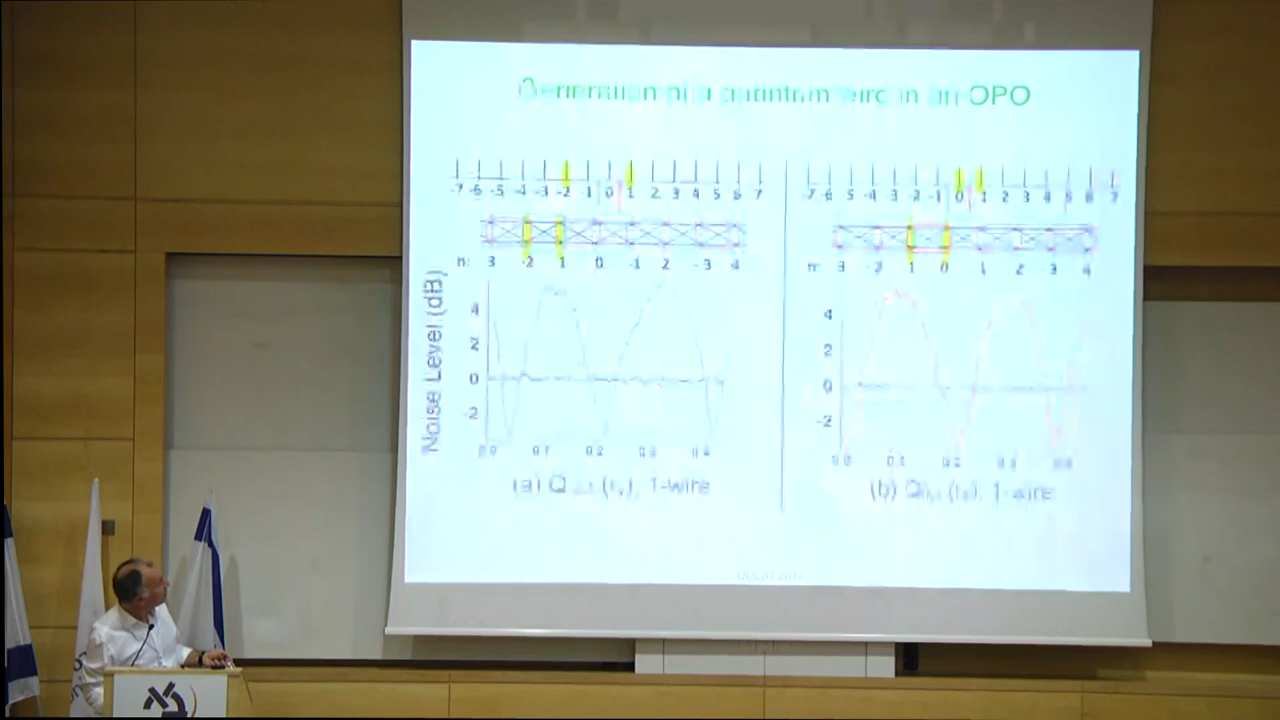 Generation of a quantum wire in an OPO
-7 -6 -5 -4 -3 -2 1 0 1 2 3 4 5 6 7
n: 3 -2 1 0 -1 2 -3 4
Noise Level (dB)
4
2
0
-2
0.0 0.1 0.2 0.3 0.4
(a) Q 1-wire
-7 -6 5 -4 -3 -2 -1 0 1 2 3 4 5 6 7
n: 3 -2 1 0 1 2 -3 4
4
2
0
-2
0.0 0.1 0.2 0.3 0.4
(b) Q 1-wire